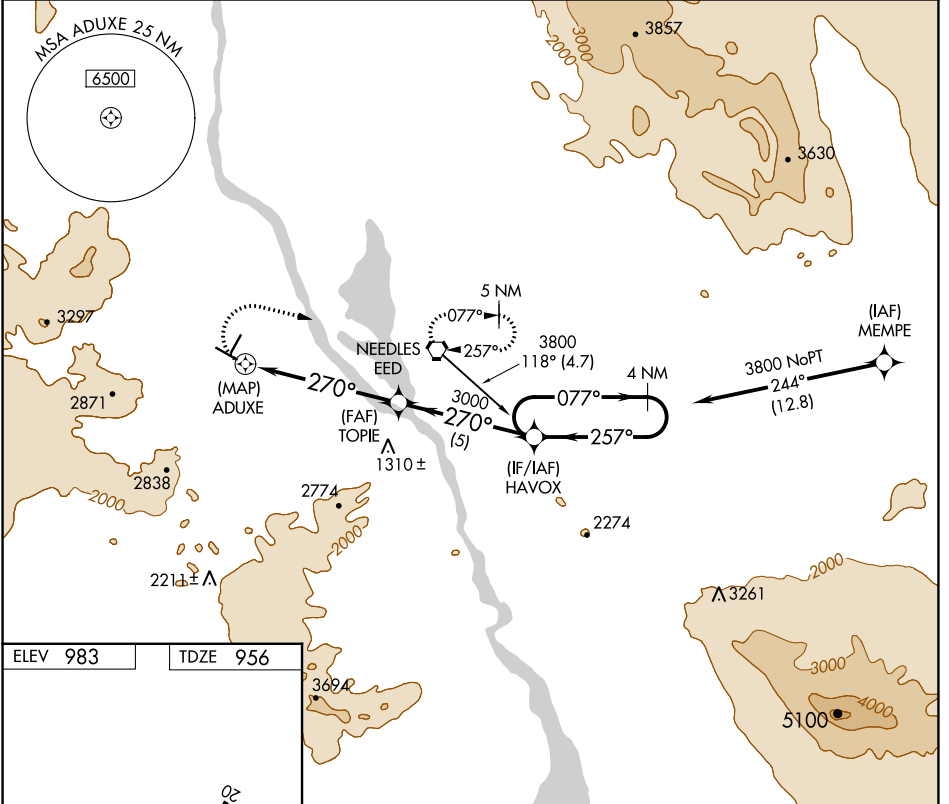 MSA ADUXE 25 NM
6500
3857
3000
2000
3630
3297
2871
2838
2000
(MAP)
ADUXE
270°
(FAF)
TOPIE
1310 ±
NEEDLES
EED
077°
257°
5 NM
3800
118° (4.7)
3000
270°
(5)
4 NM
077°
257°
(IF/IAF)
HAVOX
3800 NoPT
244°
(12.8)
(IAF)
MEMPE
2774
2000
2274
2211±
3261
2000
3000
4000
5100
3694
ELEV 983
TDZE 956
20